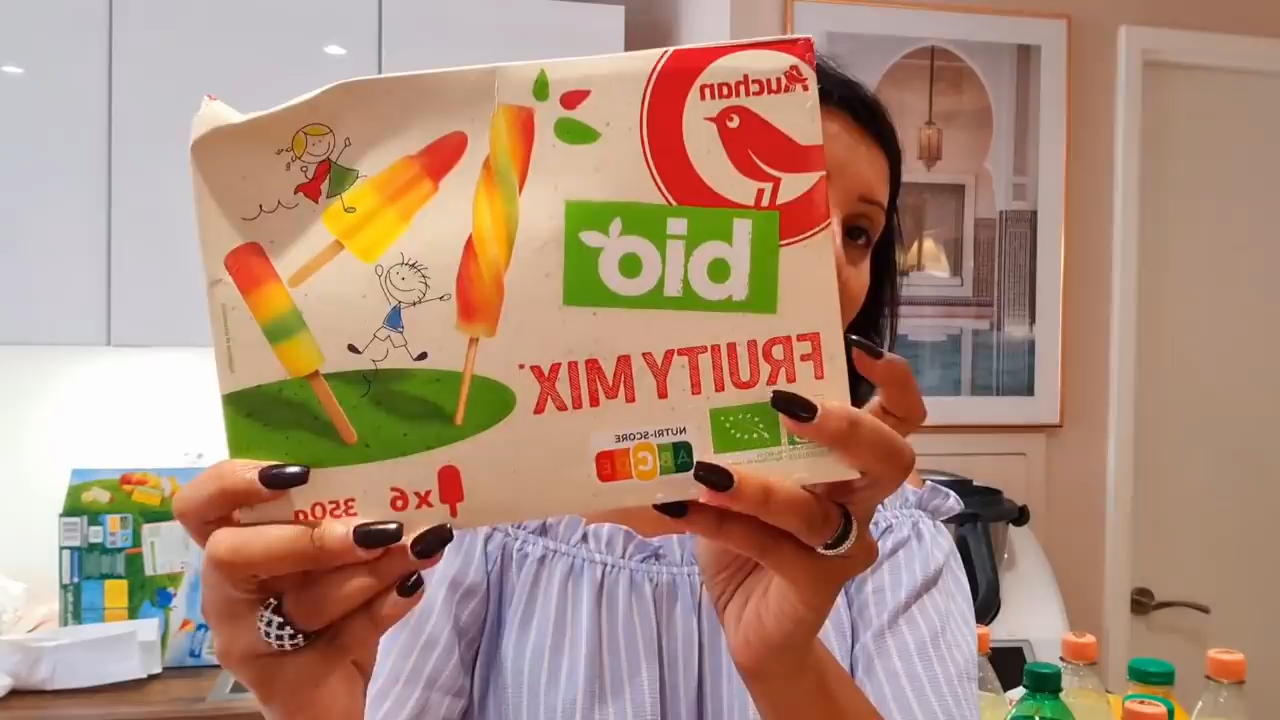 Auchan
bio
FRUITY MIX*
NUTRI-SCORE
A B C D E
x6 350g